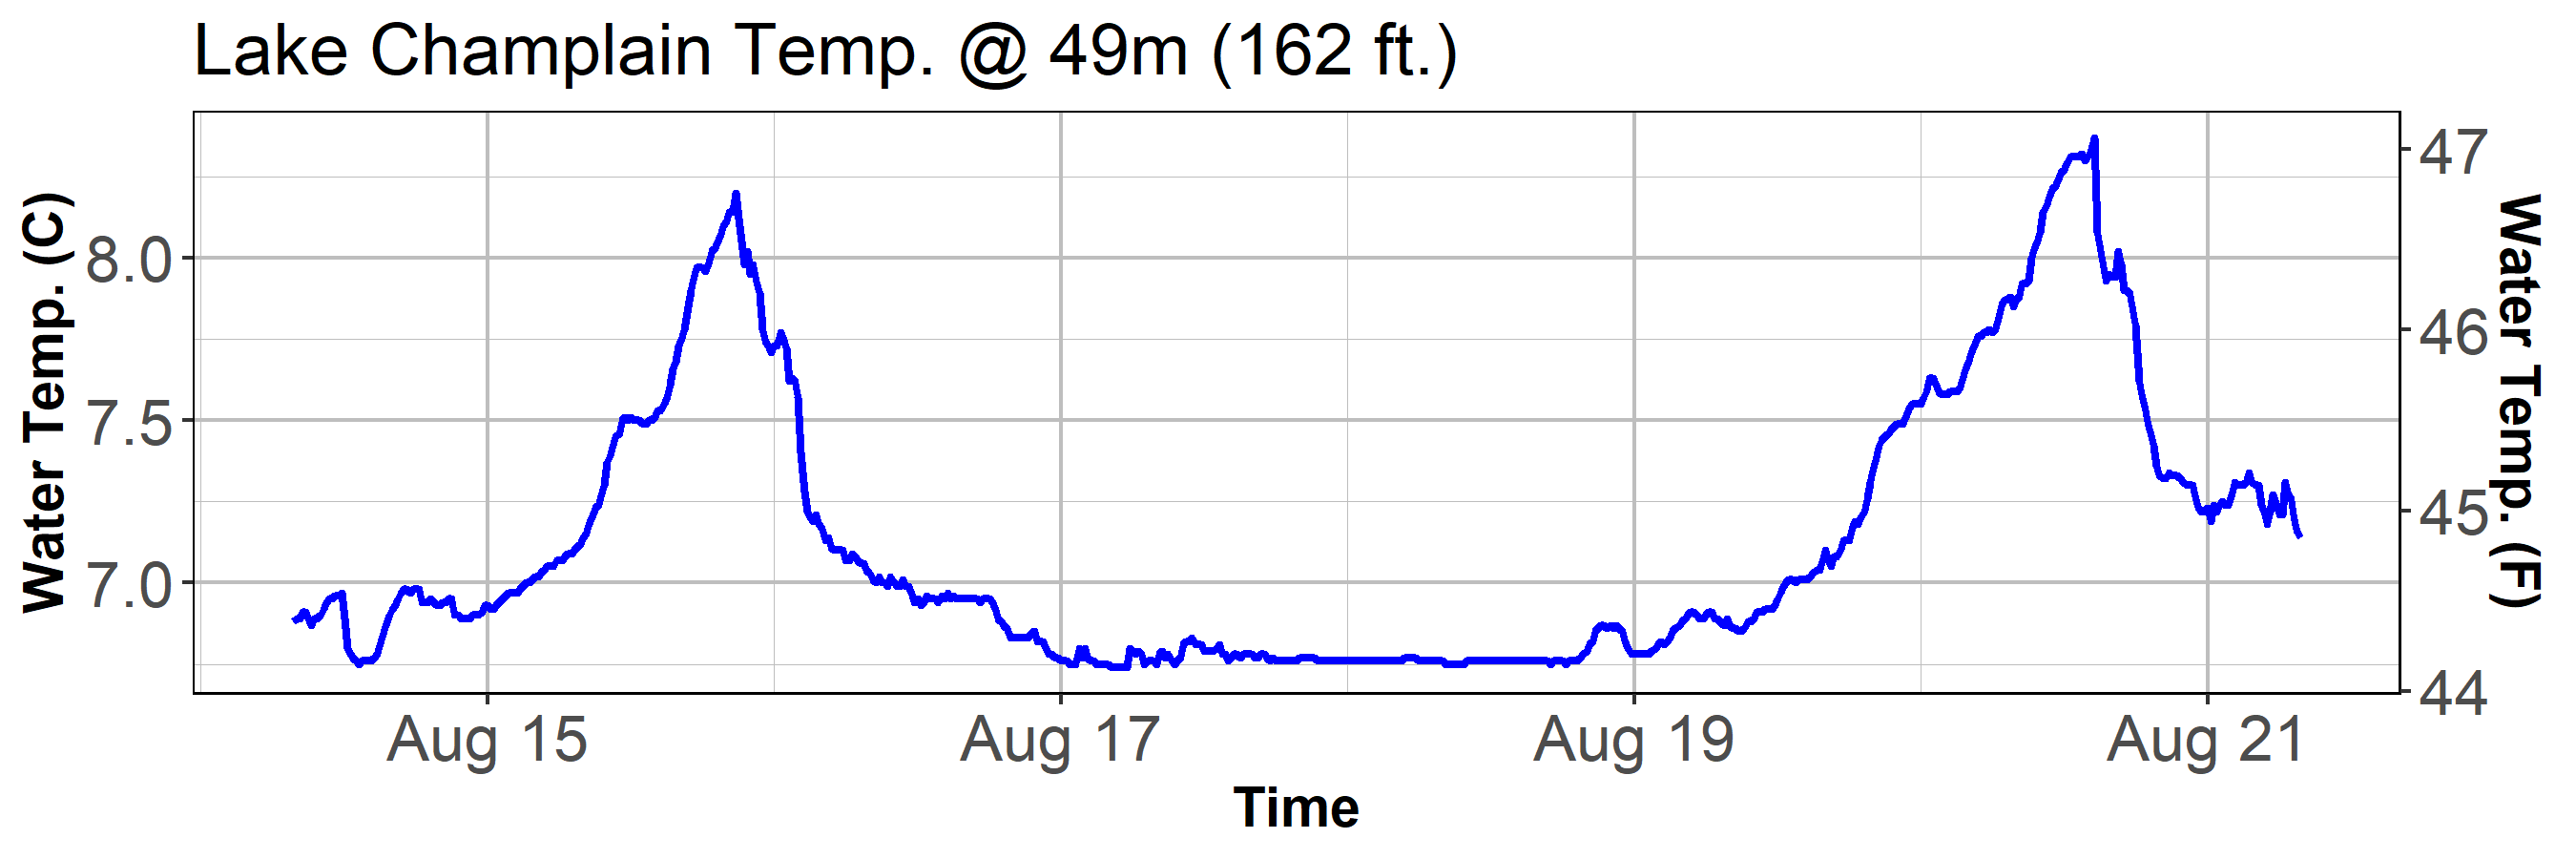 Lake Champlain Temp. @ 49m (162 ft.)
Water Temp. (C)
8.0
7.5
7.0
47
46
45
44
Water Temp. (F)
Aug 15
Aug 17
Aug 19
Aug 21
Time